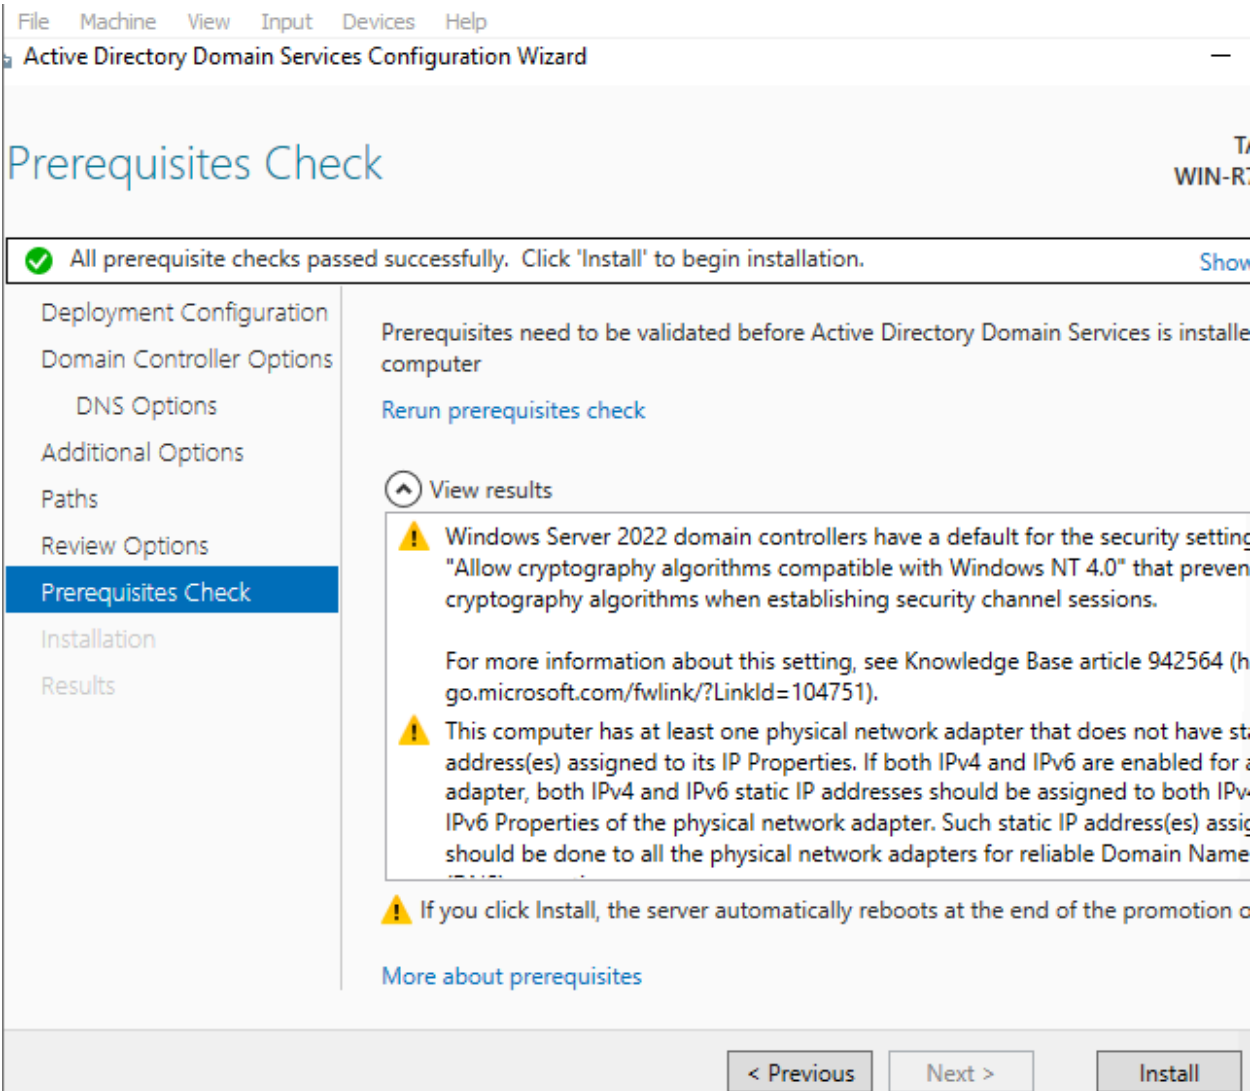 File Machine View Input Devices Help
Active Directory Domain Services Configuration Wizard
Prerequisites Check
TA
WIN-R7
All prerequisite checks passed successfully. Click 'Install' to begin installation.
Show
Deployment Configuration
Domain Controller Options
DNS Options
Additional Options
Paths
Review Options
Prerequisites Check
Installation
Results
Prerequisites need to be validated before Active Directory Domain Services is installe
computer
Rerun prerequisites check
View results
Windows Server 2022 domain controllers have a default for the security setting
"Allow cryptography algorithms compatible with Windows NT 4.0" that preven
cryptography algorithms when establishing security channel sessions.
For more information about this setting, see Knowledge Base article 942564 (h
go.microsoft.com/fwlink/?LinkId=104751).
This computer has at least one physical network adapter that does not have sta
address(es) assigned to its IP Properties. If both IPv4 and IPv6 are enabled for a
adapter, both IPv4 and IPv6 static IP addresses should be assigned to both IPv4
IPv6 Properties of the physical network adapter. Such static IP address(es) assig
should be done to all the physical network adapters for reliable Domain Name
If you click Install, the server automatically reboots at the end of the promotion o
More about prerequisites
< Previous Next > Install